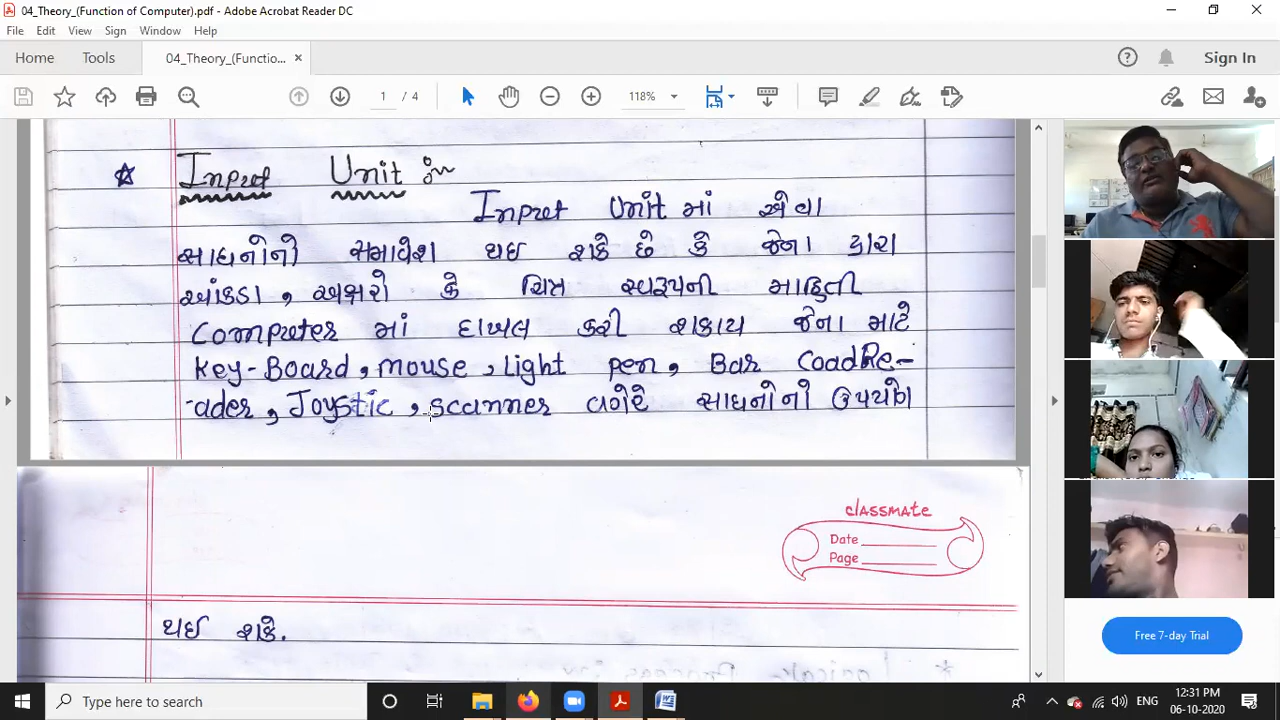 04_Theory_(Function of Computer).pdf - Adobe Acrobat Reader DC
File Edit View Sign Window Help
Home Tools 04_Theory_(Functio... ×
1 / 4 118%
Sign In
Input Unit :-
Input Unit માં એવા
સાધનોનો સમાવેશ થઇ શકે છે કે જેના દ્વારા
આંકડા, અક્ષરો કે ચિત્ર સ્વરૂપની માહિતી
Computer માં દાખલ કરી શકાય જેના માટે
Key-Board, mouse, Light pen, Bar CoadRe-
-ader, Joystic, scanner વગેરે સાધનોનો ઉપયોગ
classmate
Date
Page
થઇ શકે.
Free 7-day Trial
Type here to search
ENG
12:31 PM
06-10-2020